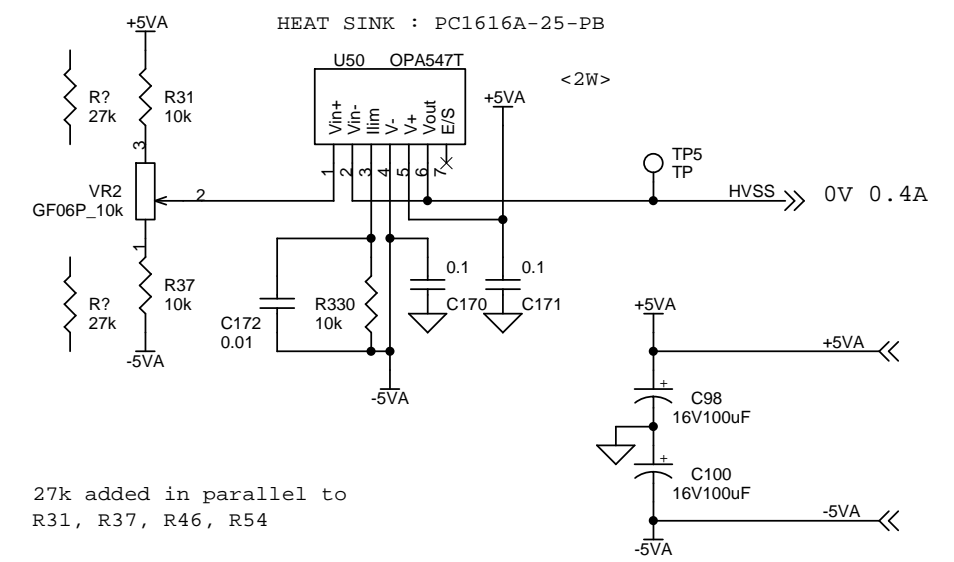 +5VA
HEAT SINK : PC1616A-25-PB
U50 OPA547T
<2W>
R?
27k
R31
10k
Vin+
Vin-
Ilim
V-
V+
Vout
E/S
+5VA
3
1
2
3
4
5
6
7
TP5
TP
VR2
GF06P_10k
2
HVSS
0V 0.4A
1
R?
27k
R37
10k
C172
0.01
R330
10k
0.1
C170
0.1
C171
-5VA
-5VA
+5VA
+5VA
+
C98
16V100uF
+
C100
16V100uF
-5VA
-5VA
27k added in parallel to
R31, R37, R46, R54